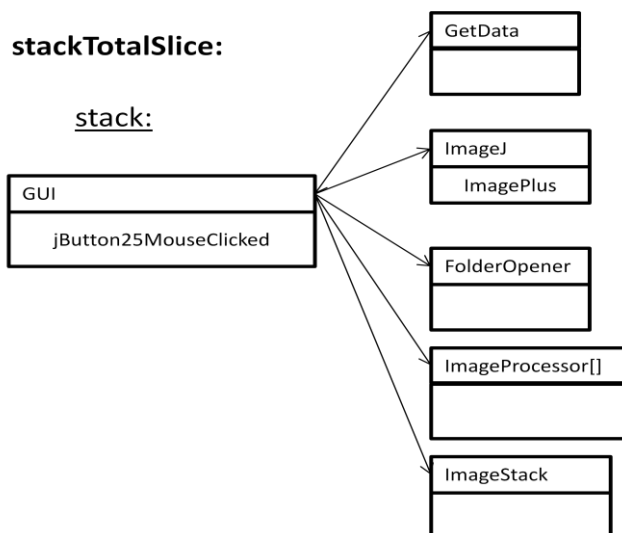 stackTotalSlice:
stack:
GUI
jButton25MouseClicked
GetData
ImageJ
ImagePlus
FolderOpener
ImageProcessor[]
ImageStack